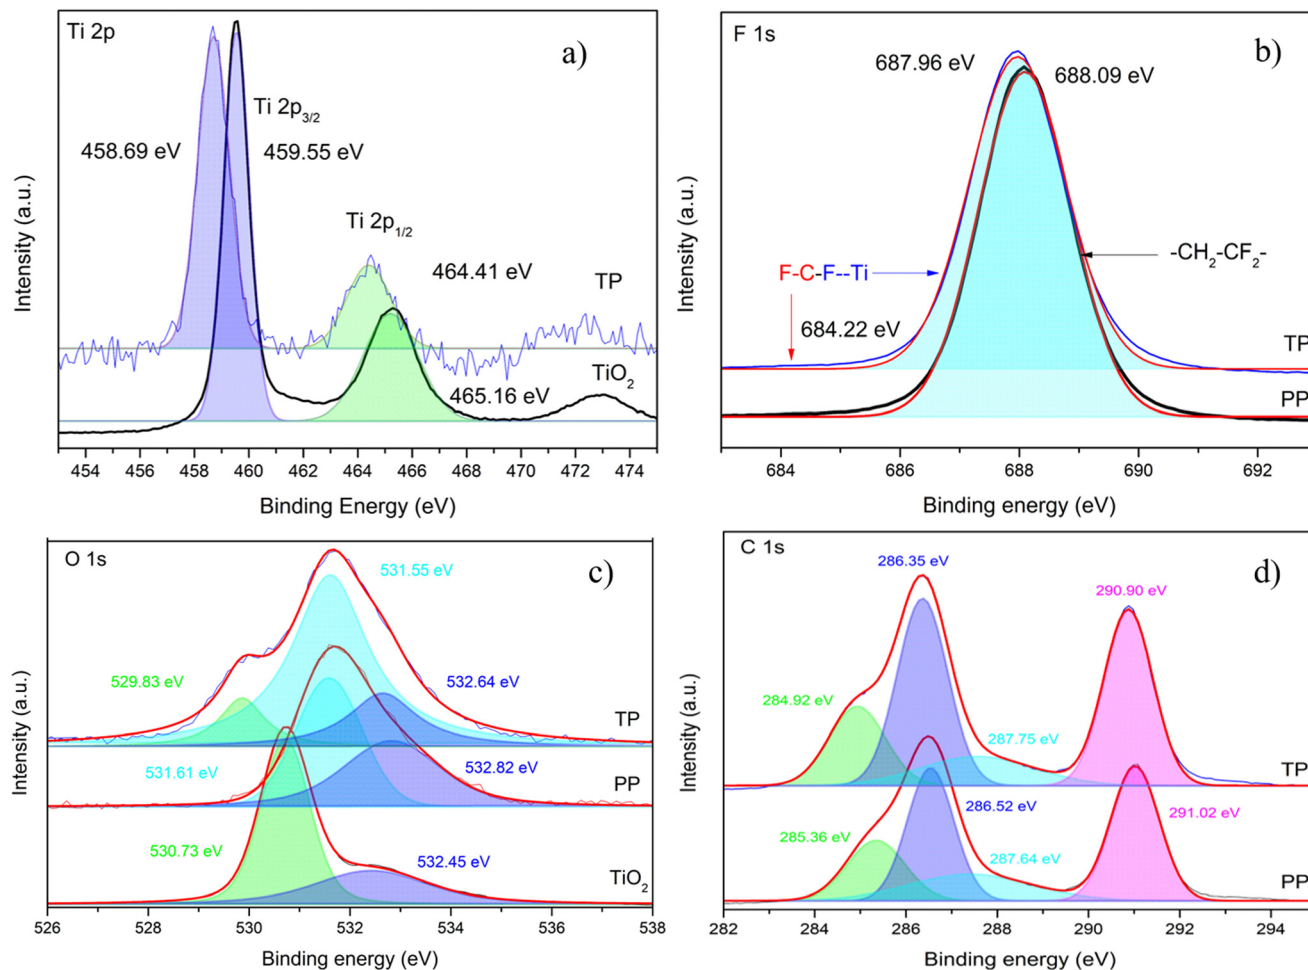 Ti 2p
a)
Ti 2p3/2
458.69 eV
459.55 eV
Ti 2p1/2
464.41 eV
TP
465.16 eV
TiO2
Intensity (a.u.)
454 456 458 460 462 464 466 468 470 472 474
Binding Energy (eV)
F 1s
b)
687.96 eV
688.09 eV
F-C-F--Ti
-CH2-CF2-
684.22 eV
TP
PP
Intensity (a.u.)
684 686 688 690 692
Binding energy (eV)
O 1s
c)
531.55 eV
529.83 eV
532.64 eV
TP
531.61 eV
532.82 eV
PP
530.73 eV
532.45 eV
TiO2
Intensity (a.u.)
526 528 530 532 534 536 538
Binding energy (eV)
C 1s
d)
286.35 eV
290.90 eV
284.92 eV
287.75 eV
TP
286.52 eV
291.02 eV
285.36 eV
287.64 eV
PP
Intensity (a.u.)
282 284 286 288 290 292 294
Binding energy (eV)